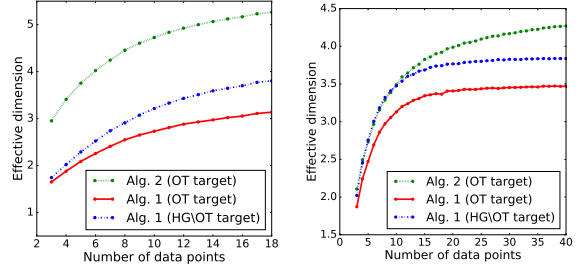 Effective dimension
5
4
3
2
1
2 4 6 8 10 12 14 16 18
Number of data points
Alg. 2 (OT target)
Alg. 1 (OT target)
Alg. 1 (HG\OT target)
Effective dimension
4.5
4.0
3.5
3.0
2.5
2.0
1.5
0 5 10 15 20 25 30 35 40
Number of data points
Alg. 2 (OT target)
Alg. 1 (OT target)
Alg. 1 (HG\OT target)